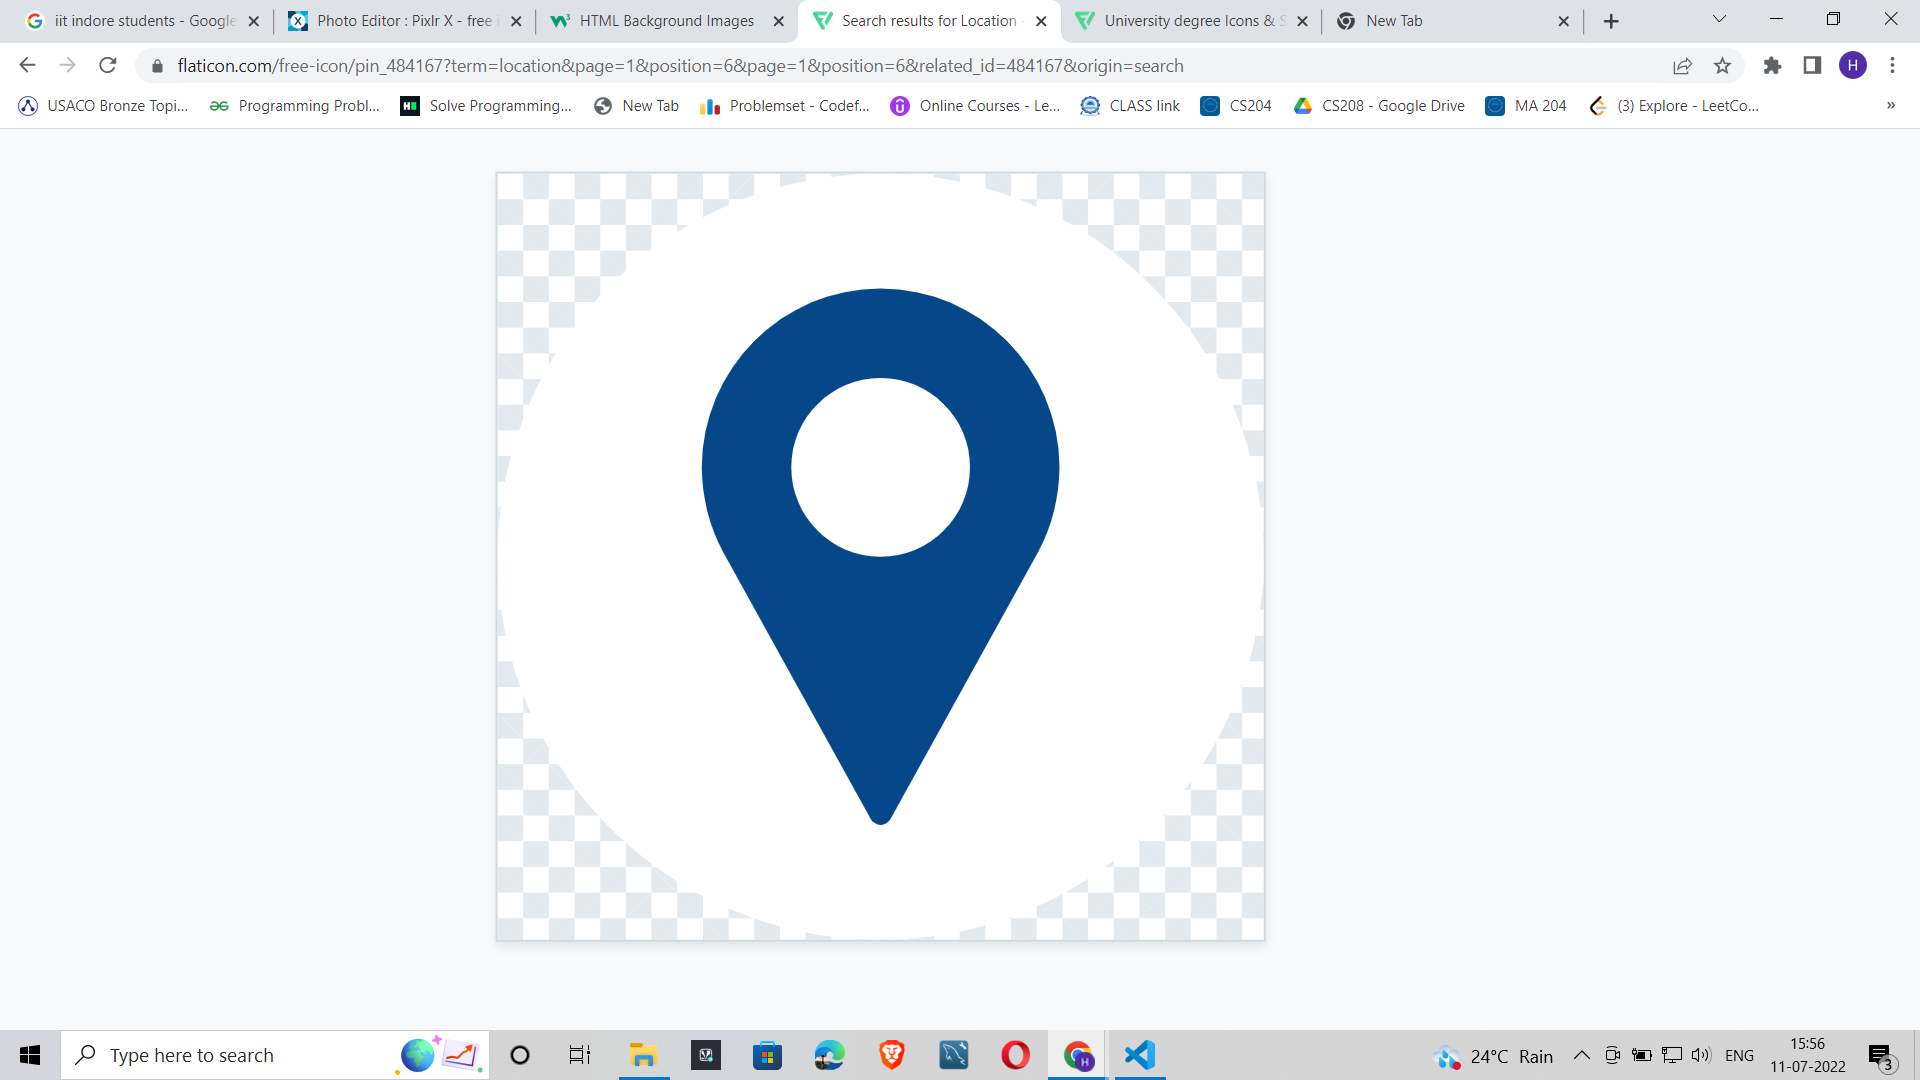 iit indore students - Google
Photo Editor : Pixlr X - free i
HTML Background Images
Search results for Location -
University degree Icons & S
New Tab
flaticon.com/free-icon/pin_484167?term=location&page=1&position=6&page=1&position=6&related_id=484167&origin=search
H
USACO Bronze Topi...
Programming Probl...
Solve Programming...
New Tab
Problemset - Codef...
Online Courses - Le...
CLASS link
CS204
CS208 - Google Drive
MA 204
(3) Explore - LeetCo...
»
Type here to search
24°C Rain
ENG
15:56
11-07-2022
3